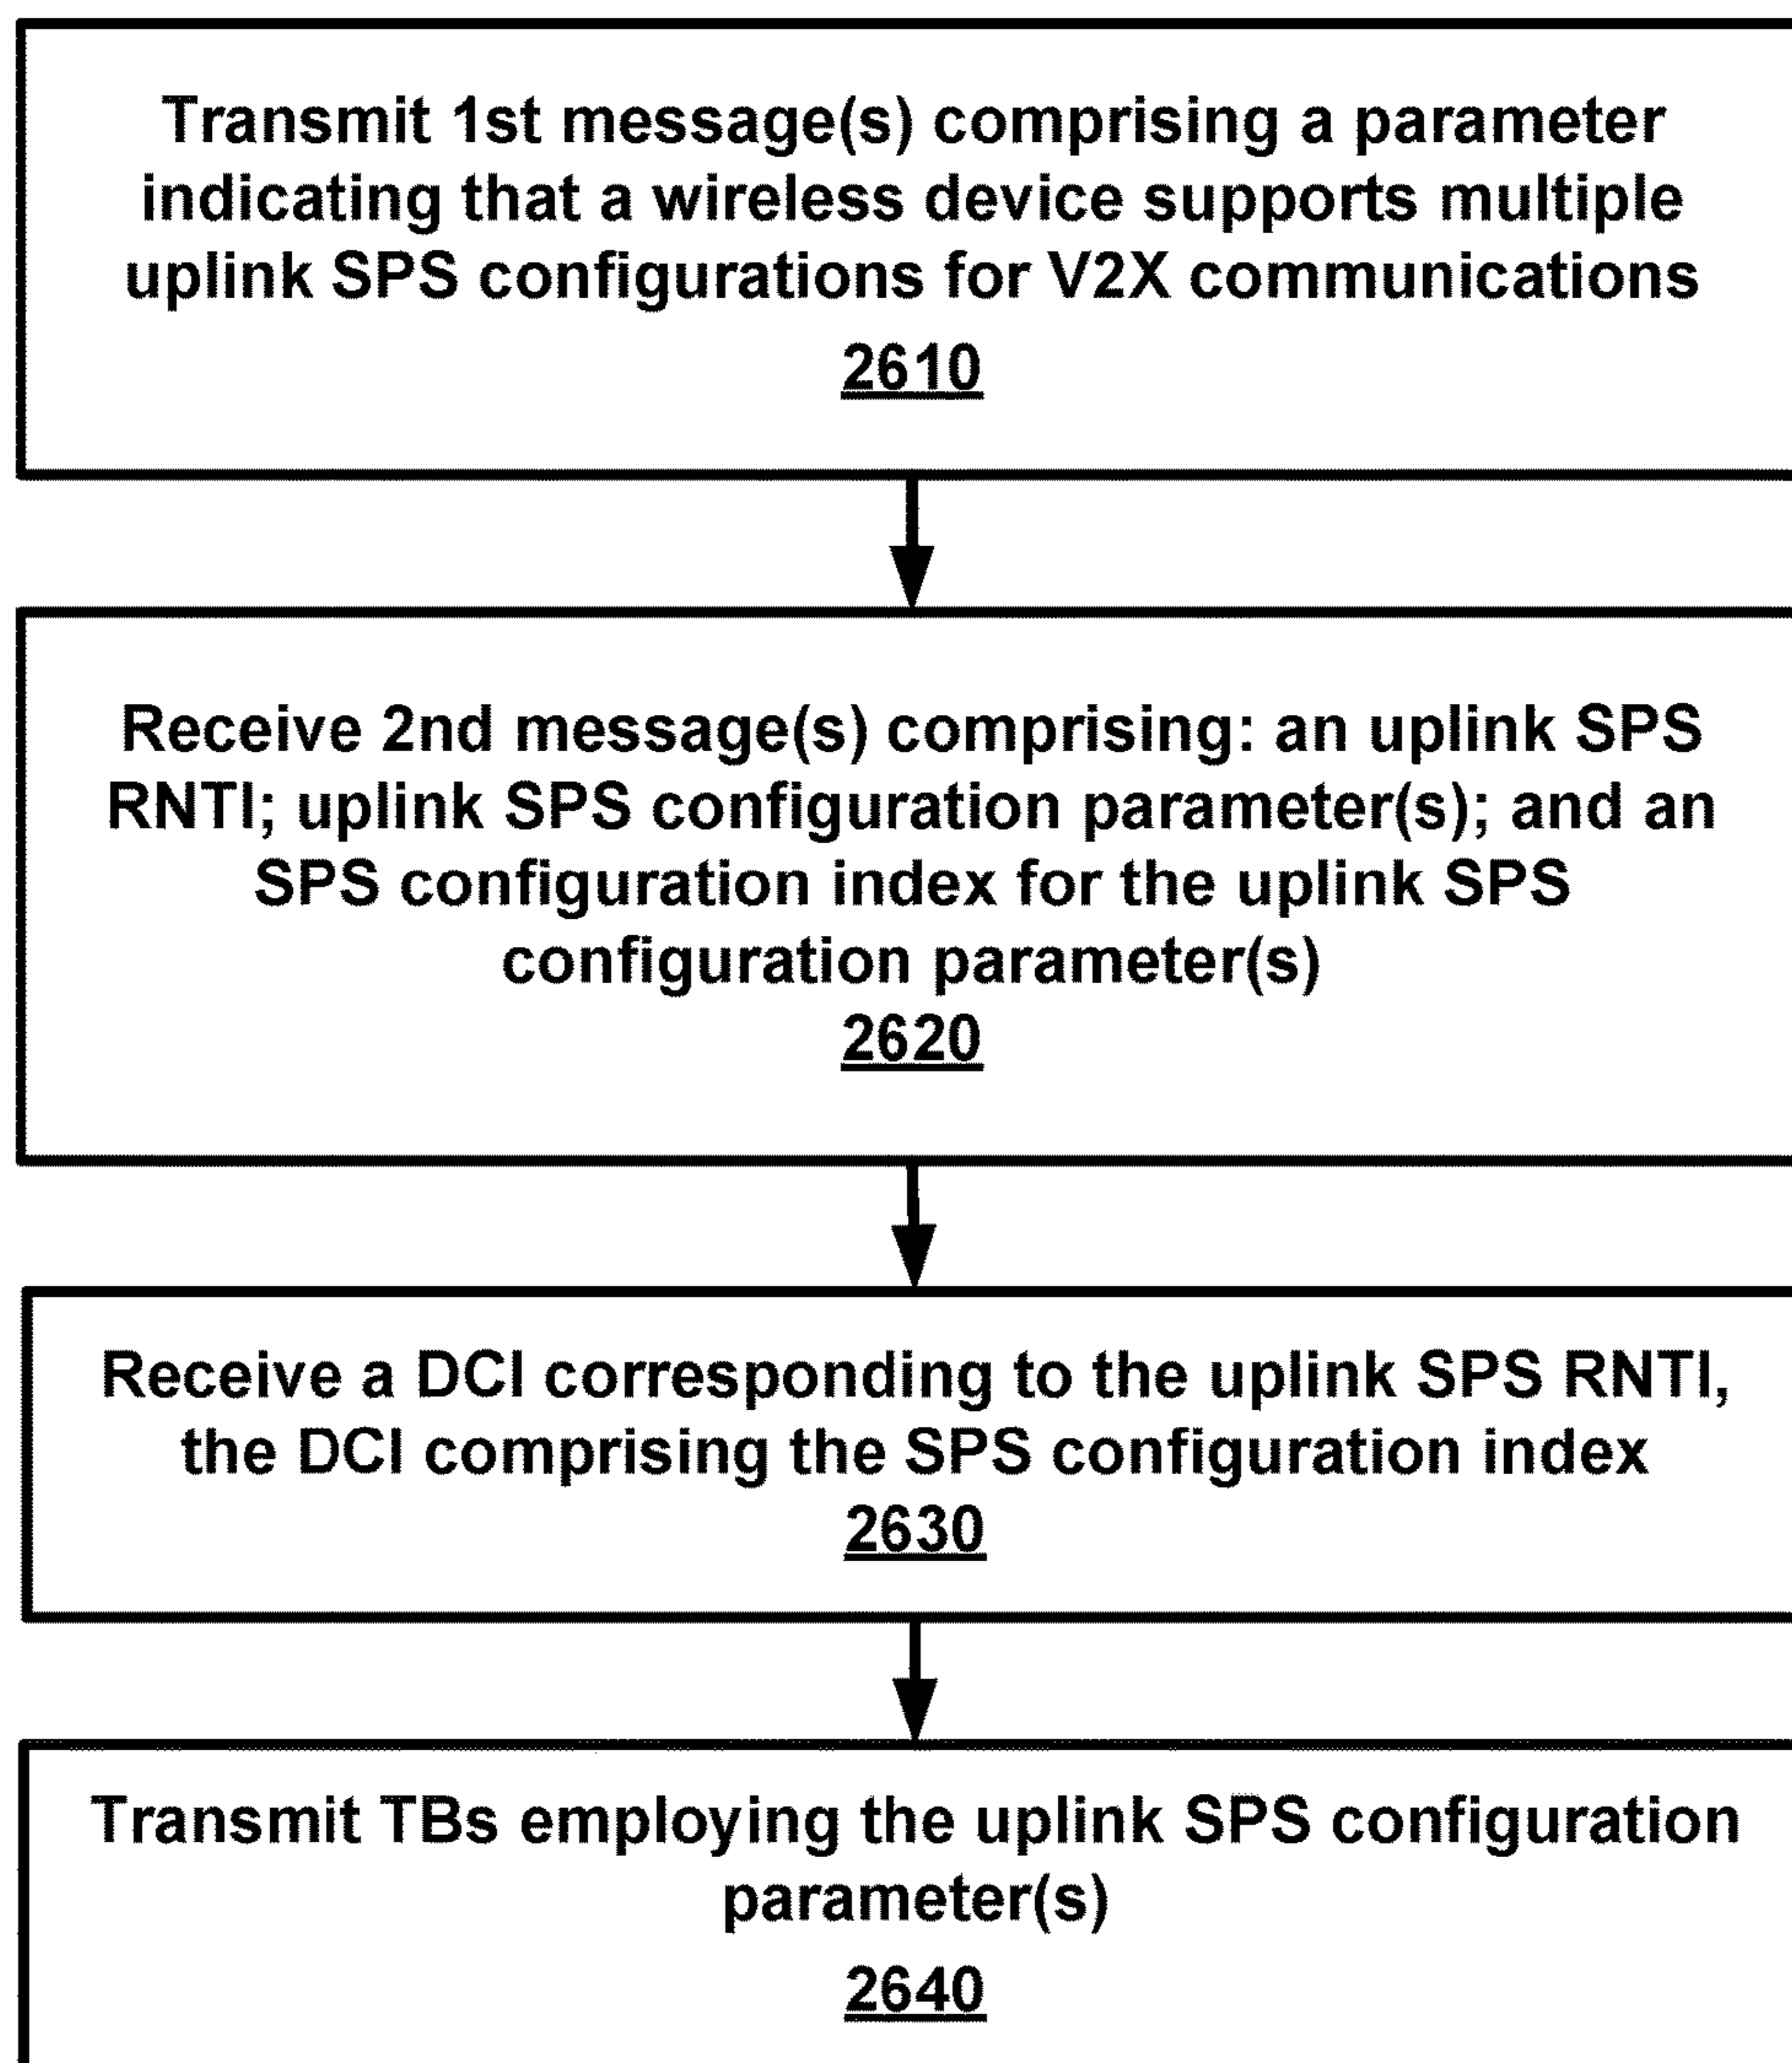 Transmit 1st message(s) comprising a parameter
indicating that a wireless device supports multiple
uplink SPS configurations for V2X communications
2610
Receive 2nd message(s) comprising: an uplink SPS
RNTI; uplink SPS configuration parameter(s); and an
SPS configuration index for the uplink SPS
configuration parameter(s)
2620
Receive a DCI corresponding to the uplink SPS RNTI,
the DCI comprising the SPS configuration index
2630
Transmit TBs employing the uplink SPS configuration
parameter(s)
2640